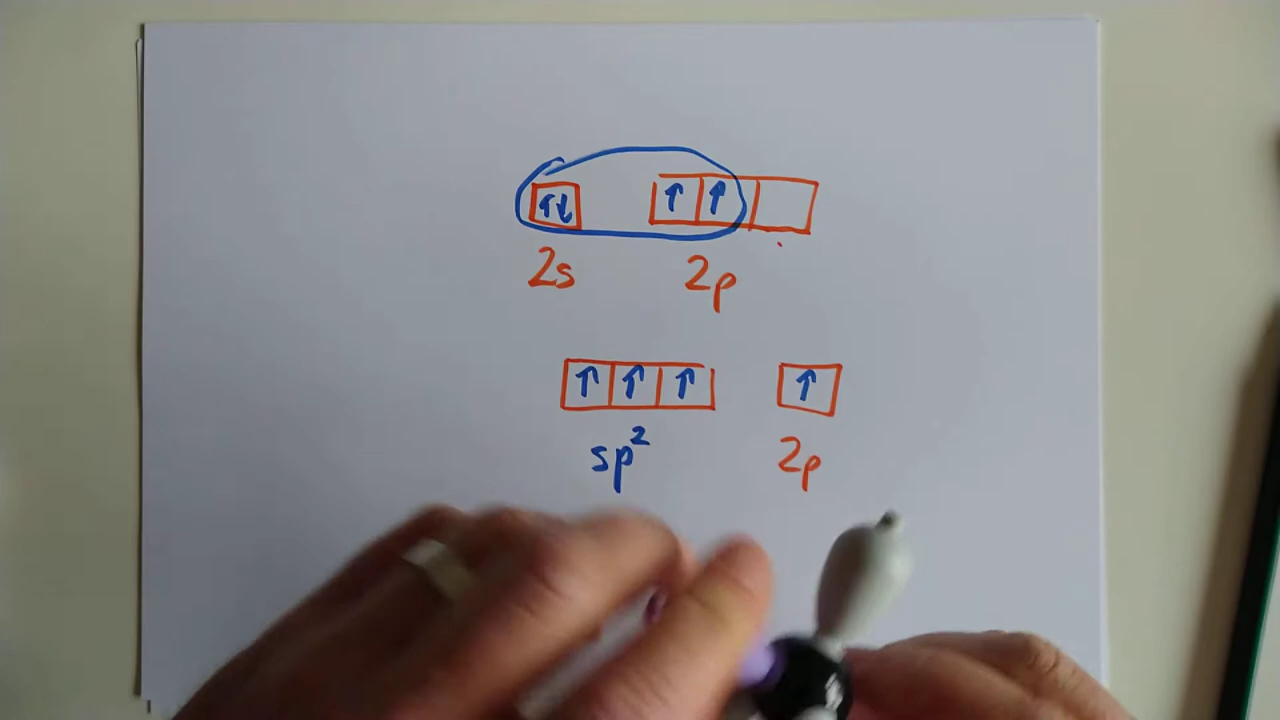 ↑↓ ↑ ↑
2s 2p
↑ ↑ ↑ ↑
sp² 2p